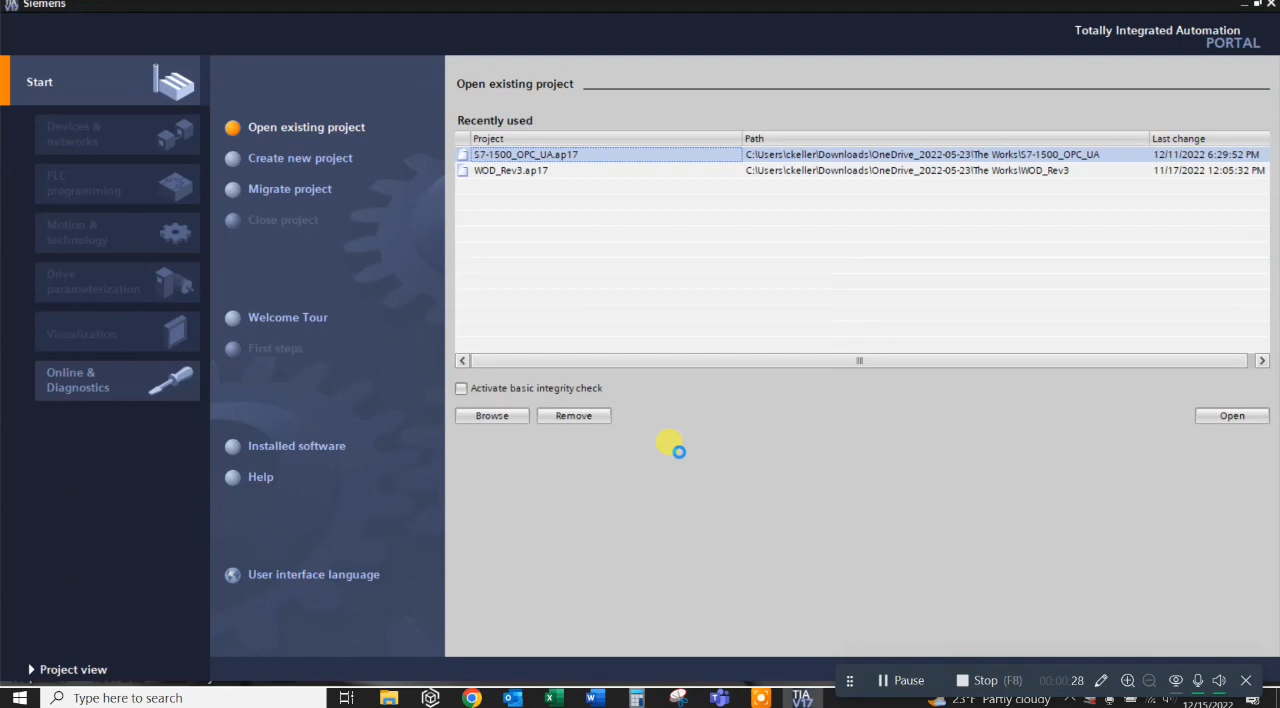 Siemens
Totally Integrated Automation
PORTAL
Start
Devices &
networks
PLC
programming
Motion &
technology
Drive
parameterization
Visualization
Online &
Diagnostics
Open existing project
Create new project
Migrate project
Close project
Welcome Tour
First steps
Installed software
Help
User interface language
Open existing project
Recently used
Project Path Last change
S7-1500_OPC_UA.ap17 C:\Users\ckeller\Downloads\OneDrive_2022-05-23\The Works\S7-1500_OPC_UA 12/11/2022 6:29:52 PM
WOD_Rev3.ap17 C:\Users\ckeller\Downloads\OneDrive_2022-05-23\The Works\WOD_Rev3 11/17/2022 12:05:32 PM
Activate basic integrity check
Browse Remove Open
Project view
Pause Stop (F8) 00:00:28
Type here to search
TIA
V17
23°F Partly cloudy
12/15/2022